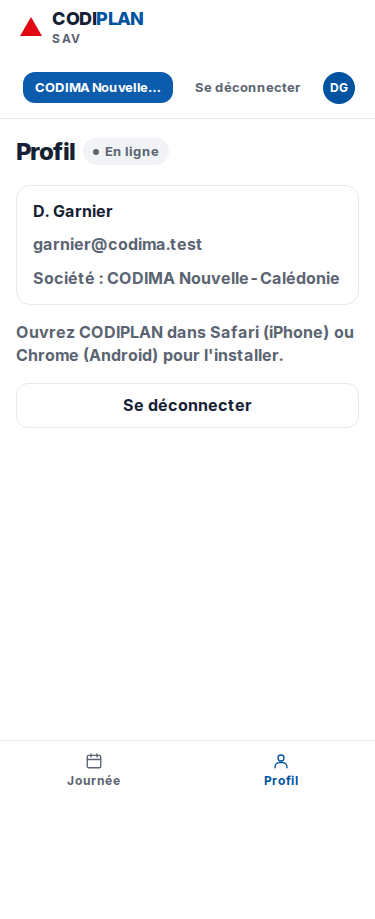 CODIPLAN
SAV
CODIMA Nouvelle... Se déconnecter DG
Profil En ligne
D. Garnier
garnier@codima.test
Société : CODIMA Nouvelle-Calédonie
Ouvrez CODIPLAN dans Safari (iPhone) ou
Chrome (Android) pour l'installer.
Se déconnecter
Journée Profil